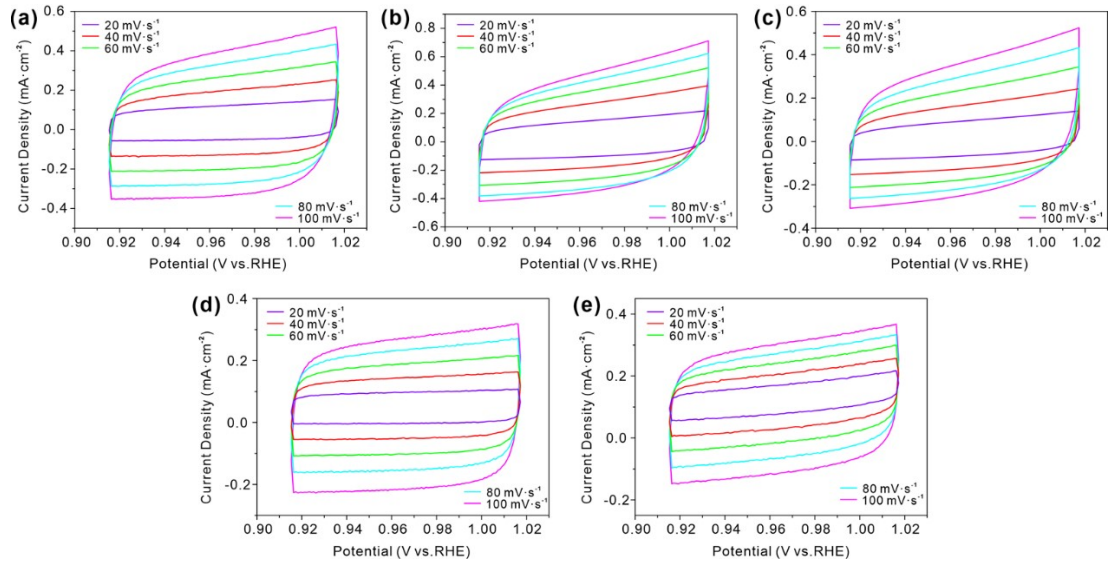 (a)
20 mV·s⁻¹
40 mV·s⁻¹
60 mV·s⁻¹
80 mV·s⁻¹
100 mV·s⁻¹
Current Density (mA·cm⁻²)
0.6
0.4
0.2
0.0
-0.2
-0.4
0.90 0.92 0.94 0.96 0.98 1.00 1.02
Potential (V vs.RHE)
(b)
20 mV·s⁻¹
40 mV·s⁻¹
60 mV·s⁻¹
80 mV·s⁻¹
100 mV·s⁻¹
Current Density (mA·cm⁻²)
0.8
0.6
0.4
0.2
0.0
-0.2
-0.4
-0.6
0.90 0.92 0.94 0.96 0.98 1.00 1.02
Potential (V vs.RHE)
(c)
20 mV·s⁻¹
40 mV·s⁻¹
60 mV·s⁻¹
80 mV·s⁻¹
100 mV·s⁻¹
Current Density (mA·cm⁻²)
0.6
0.4
0.2
0.0
-0.2
-0.4
0.90 0.92 0.94 0.96 0.98 1.00 1.02
Potential (V vs.RHE)
(d)
20 mV·s⁻¹
40 mV·s⁻¹
60 mV·s⁻¹
80 mV·s⁻¹
100 mV·s⁻¹
Current Density (mA·cm⁻²)
0.4
0.2
0.0
-0.2
0.90 0.92 0.94 0.96 0.98 1.00 1.02
Potential (V vs.RHE)
(e)
20 mV·s⁻¹
40 mV·s⁻¹
60 mV·s⁻¹
80 mV·s⁻¹
100 mV·s⁻¹
Current Density (mA·cm⁻²)
0.4
0.2
0.0
-0.2
0.90 0.92 0.94 0.96 0.98 1.00 1.02
Potential (V vs.RHE)